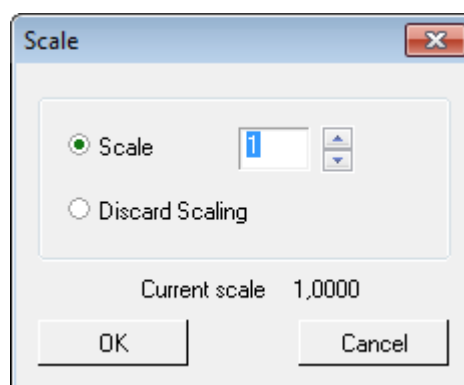 Scale
Scale 1
Discard Scaling
Current scale 1,0000
OK Cancel